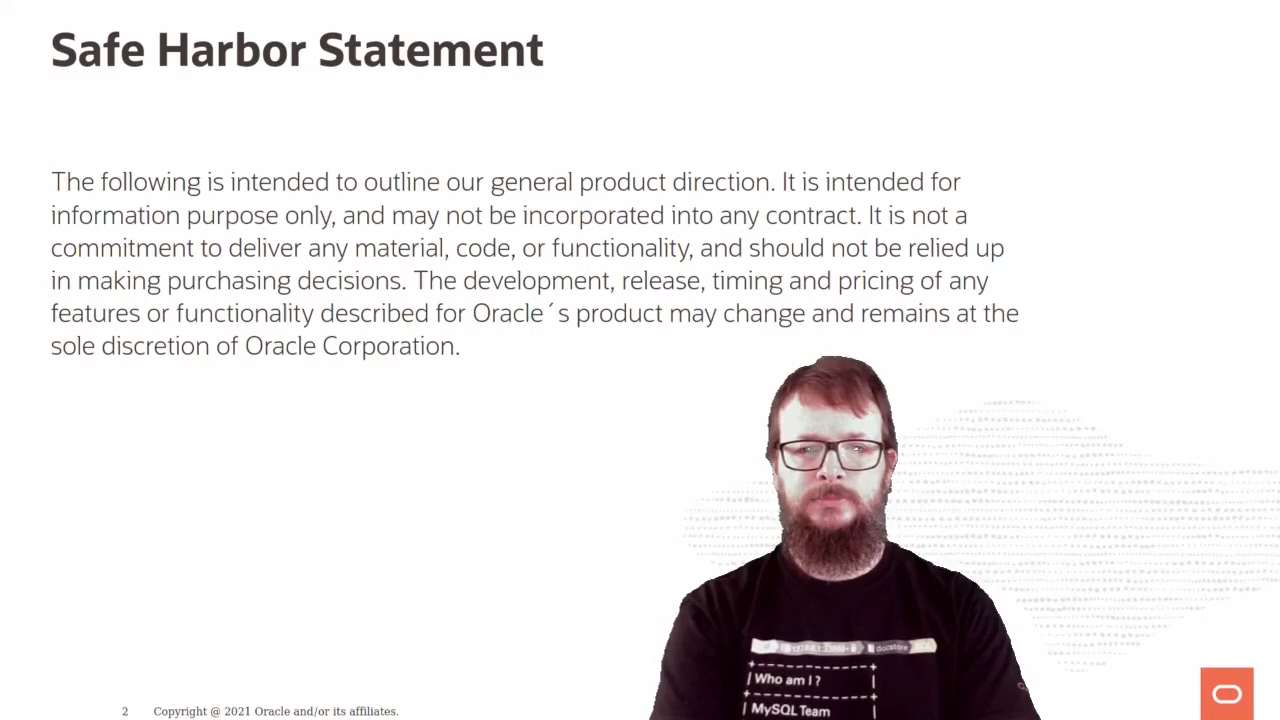 Safe Harbor Statement
The following is intended to outline our general product direction. It is intended for
information purpose only, and may not be incorporated into any contract. It is not a
commitment to deliver any material, code, or functionality, and should not be relied up
in making purchasing decisions. The development, release, timing and pricing of any
features or functionality described for Oracle´s product may change and remains at the
sole discretion of Oracle Corporation.
docstore
Who am I ?
MySQL Team
2 Copyright @ 2021 Oracle and/or its affiliates.